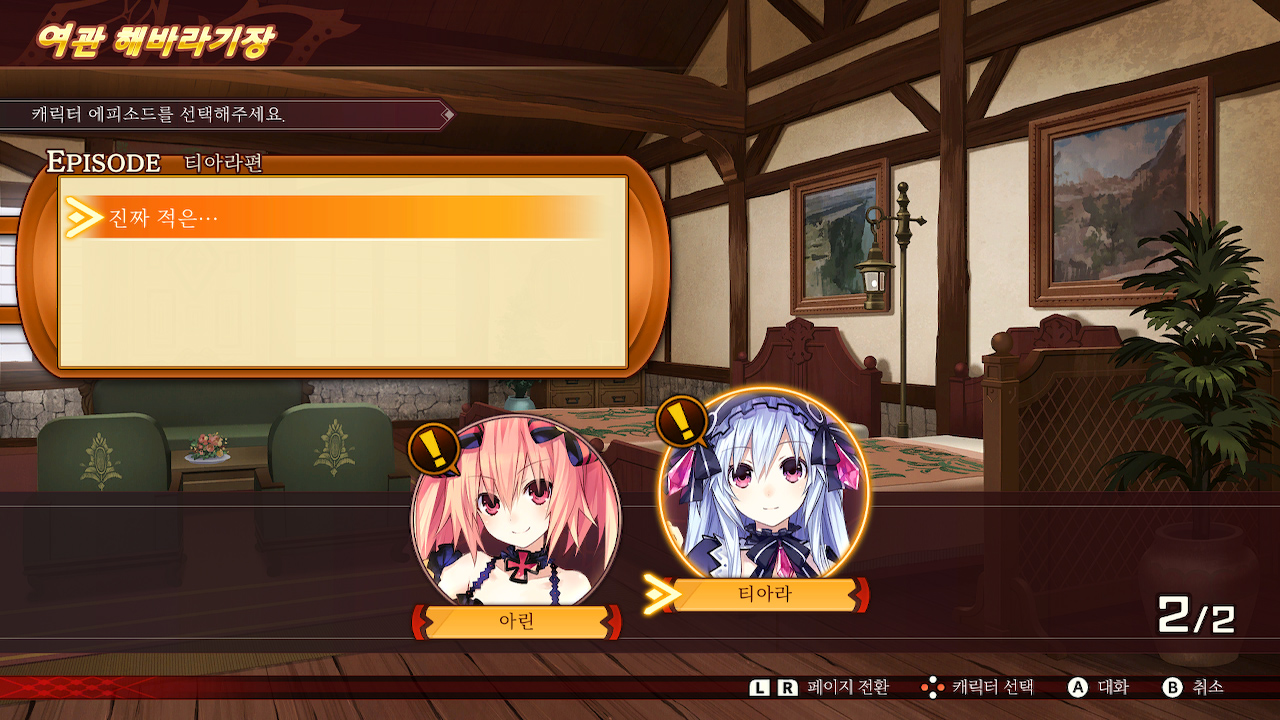 여관 해바라기장
캐릭터 에피소드를 선택해주세요.
EPISODE 티아라편
진짜 적은…
아린
티아라
2/2
L R 페이지 전환 캐릭터 선택 A 대화 B 취소